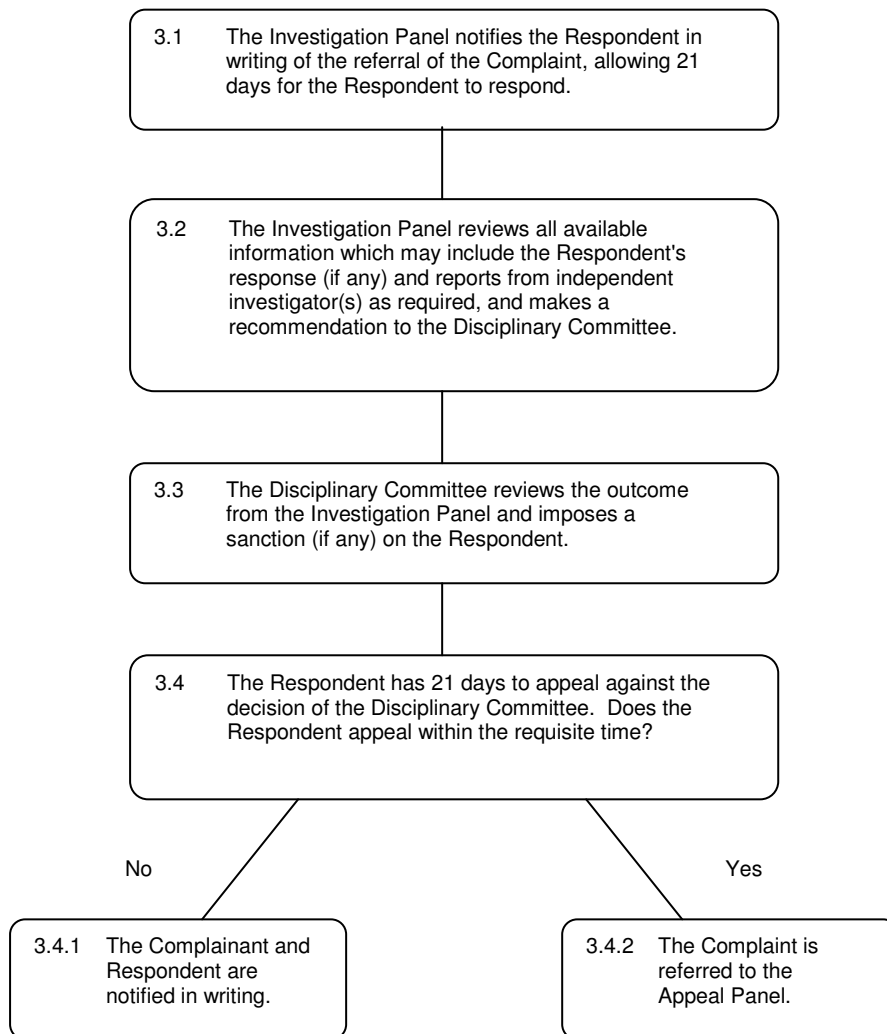 3.1 The Investigation Panel notifies the Respondent in
writing of the referral of the Complaint, allowing 21
days for the Respondent to respond.
3.2 The Investigation Panel reviews all available
information which may include the Respondent's
response (if any) and reports from independent
investigator(s) as required, and makes a
recommendation to the Disciplinary Committee.
3.3 The Disciplinary Committee reviews the outcome
from the Investigation Panel and imposes a
sanction (if any) on the Respondent.
3.4 The Respondent has 21 days to appeal against the
decision of the Disciplinary Committee. Does the
Respondent appeal within the requisite time?
No
Yes
3.4.1 The Complainant and
Respondent are
notified in writing.
3.4.2 The Complaint is
referred to the
Appeal Panel.